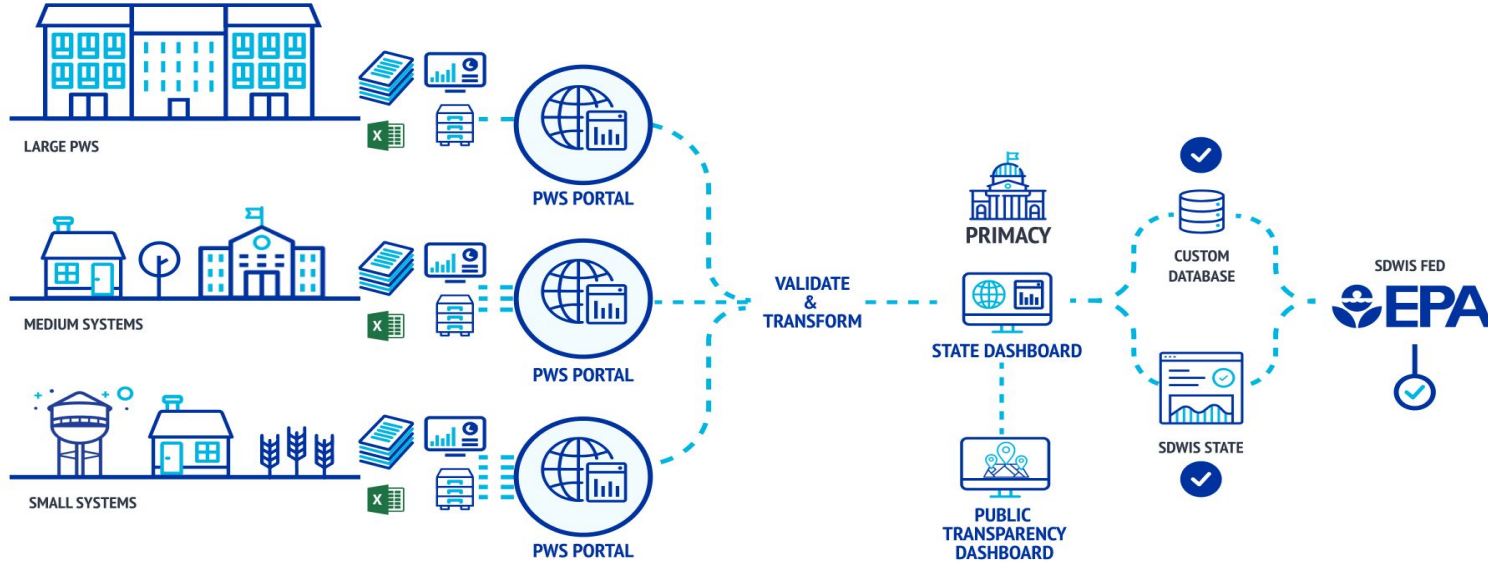 LARGE PWS
X
PWS PORTAL
MEDIUM SYSTEMS
X
PWS PORTAL
SMALL SYSTEMS
X
PWS PORTAL
VALIDATE
&
TRANSFORM
PRIMACY
STATE DASHBOARD
PUBLIC
TRANSPARENCY
DASHBOARD
CUSTOM
DATABASE
SDWIS STATE
SDWIS FED
EPA